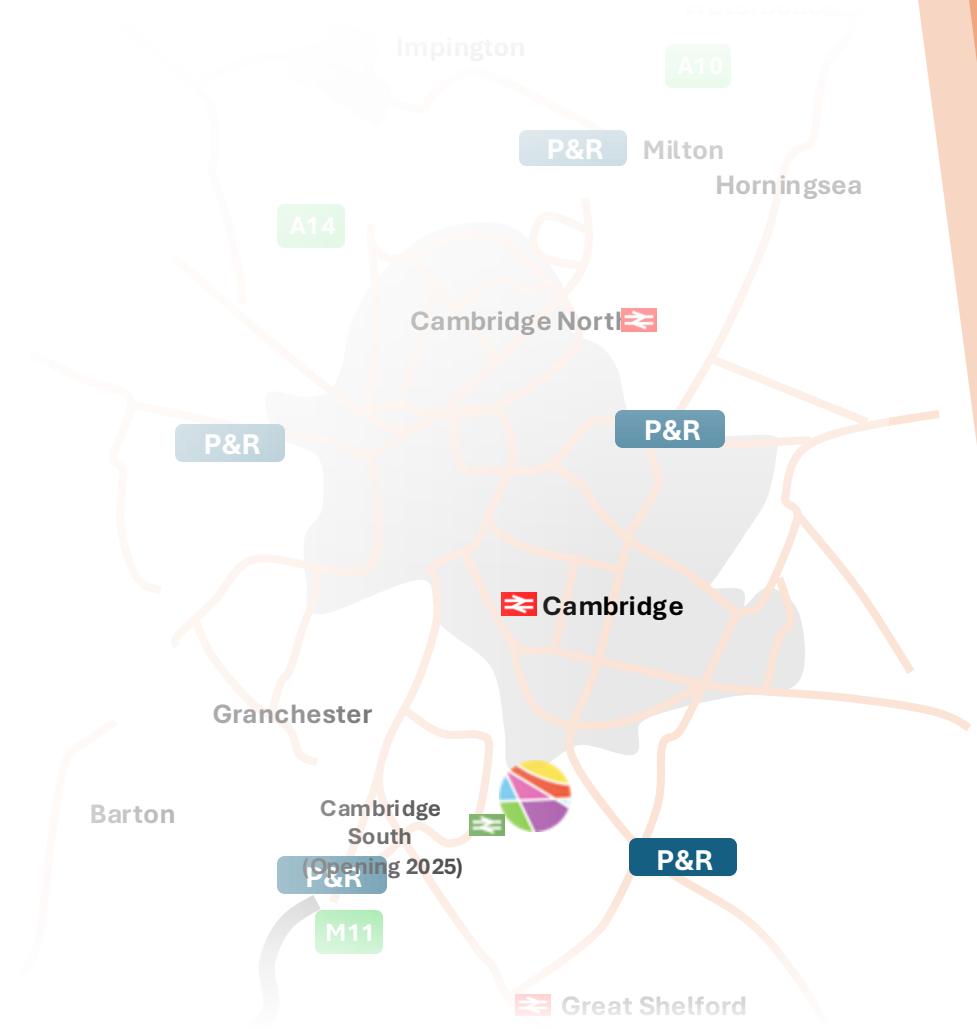 Impington
A10
P&R
Milton
Horningsea
A14
Cambridge North
P&R
P&R
Cambridge
Granchester
Cambridge
South
(Opening 2025)
Barton
P&R
P&R
M11
Great Shelford